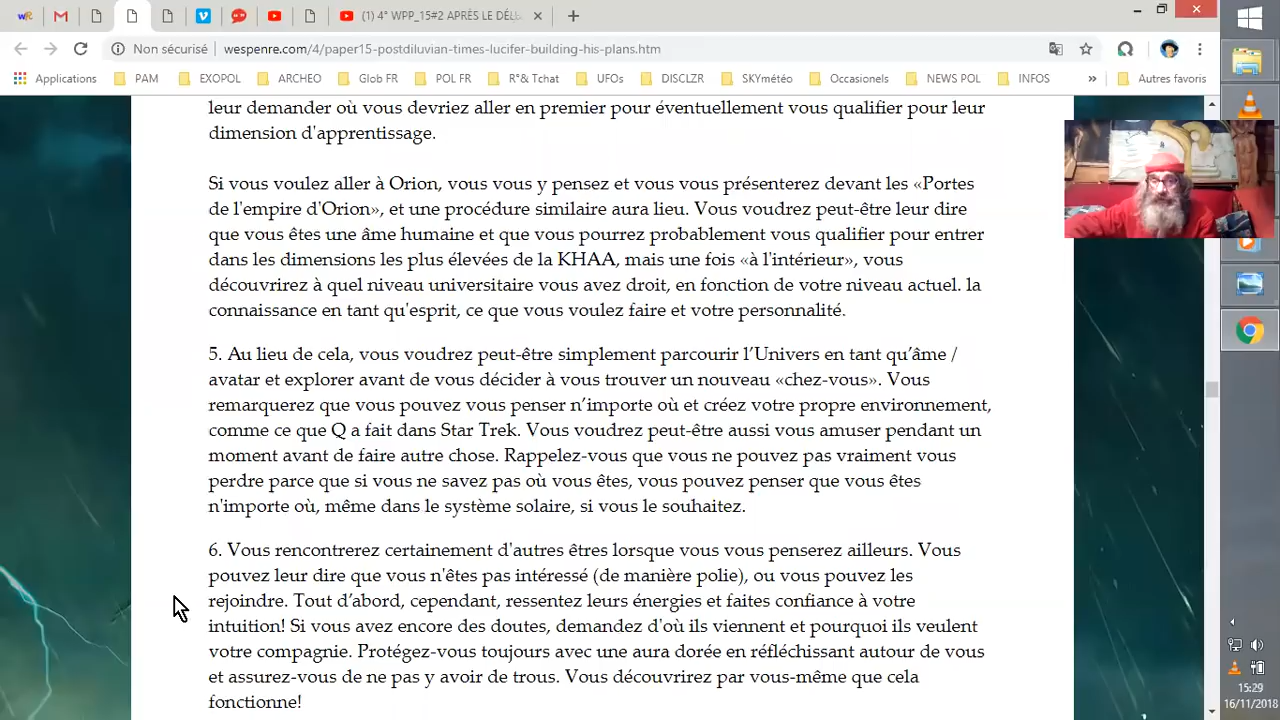 (1) 4° WPP_15#2 APRÈS LE DÉLU
Non sécurisé
wespenre.com/4/paper15-postdiluvian-times-lucifer-building-his-plans.htm
Applications
PAM
EXOPOL
ARCHEO
Glob FR
POL FR
R°& Tchat
UFOs
DISCLZR
SKYmétéo
Occasionels
NEWS POL
INFOS
»
Autres favoris
leur demander où vous devriez aller en premier pour éventuellement vous qualifier pour leur
dimension d'apprentissage.
Si vous voulez aller à Orion, vous vous y pensez et vous vous présenterez devant les «Portes
de l'empire d'Orion», et une procédure similaire aura lieu. Vous voudrez peut-être leur dire
que vous êtes une âme humaine et que vous pourrez probablement vous qualifier pour entrer
dans les dimensions les plus élevées de la KHAA, mais une fois «à l'intérieur», vous
découvrirez à quel niveau universitaire vous avez droit, en fonction de votre niveau actuel. la
connaissance en tant qu'esprit, ce que vous voulez faire et votre personnalité.
5. Au lieu de cela, vous voudrez peut-être simplement parcourir l’Univers en tant qu’âme /
avatar et explorer avant de vous décider à vous trouver un nouveau «chez-vous». Vous
remarquerez que vous pouvez vous penser n’importe où et créez votre propre environnement,
comme ce que Q a fait dans Star Trek. Vous voudrez peut-être aussi vous amuser pendant un
moment avant de faire autre chose. Rappelez-vous que vous ne pouvez pas vraiment vous
perdre parce que si vous ne savez pas où vous êtes, vous pouvez penser que vous êtes
n'importe où, même dans le système solaire, si vous le souhaitez.
6. Vous rencontrerez certainement d'autres êtres lorsque vous vous penserez ailleurs. Vous
pouvez leur dire que vous n'êtes pas intéressé (de manière polie), ou vous pouvez les
rejoindre. Tout d’abord, cependant, ressentez leurs énergies et faites confiance à votre
intuition! Si vous avez encore des doutes, demandez d'où ils viennent et pourquoi ils veulent
votre compagnie. Protégez-vous toujours avec une aura dorée en réfléchissant autour de vous
et assurez-vous de ne pas y avoir de trous. Vous découvrirez par vous-même que cela
fonctionne!
15:29
16/11/2018